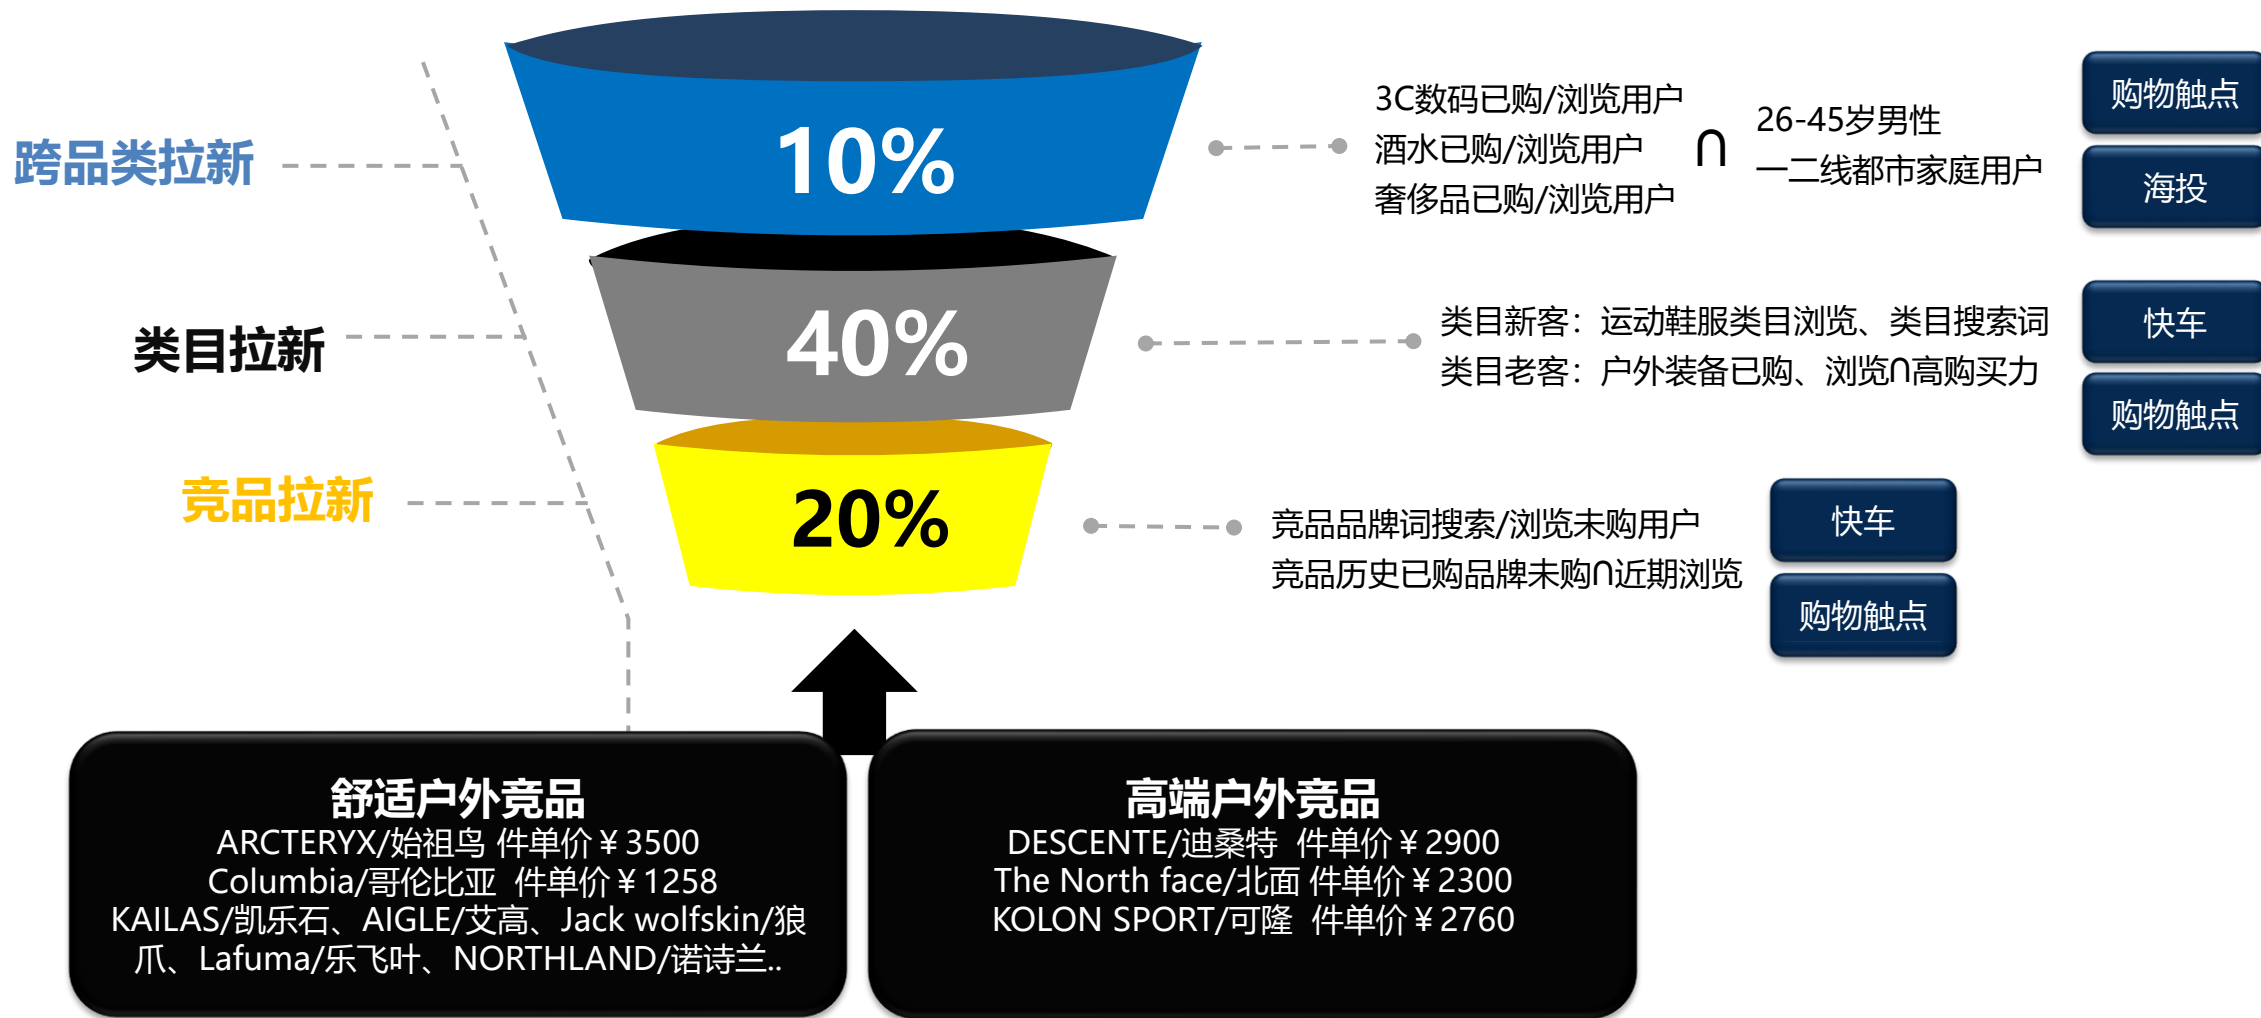 跨品类拉新
10%
3C数码已购/浏览用户
酒水已购/浏览用户
奢侈品已购/浏览用户
∩
26-45岁男性
一二线都市家庭用户
购物触点
海投
类目拉新
40%
类目新客：运动鞋服类目浏览、类目搜索词
类目老客：户外装备已购、浏览∩高购买力
快车
购物触点
竞品拉新
20%
竞品品牌词搜索/浏览未购用户
竞品历史已购品牌未购∩近期浏览
快车
购物触点
舒适户外竞品
ARCTERYX/始祖鸟 件单价￥3500
Columbia/哥伦比亚 件单价￥1258
KAILAS/凯乐石、AIGLE/艾高、Jack wolfskin/狼
爪、Lafuma/乐飞叶、NORTHLAND/诺诗兰..
高端户外竞品
DESCENTE/迪桑特 件单价￥2900
The North face/北面 件单价￥2300
KOLON SPORT/可隆 件单价￥2760